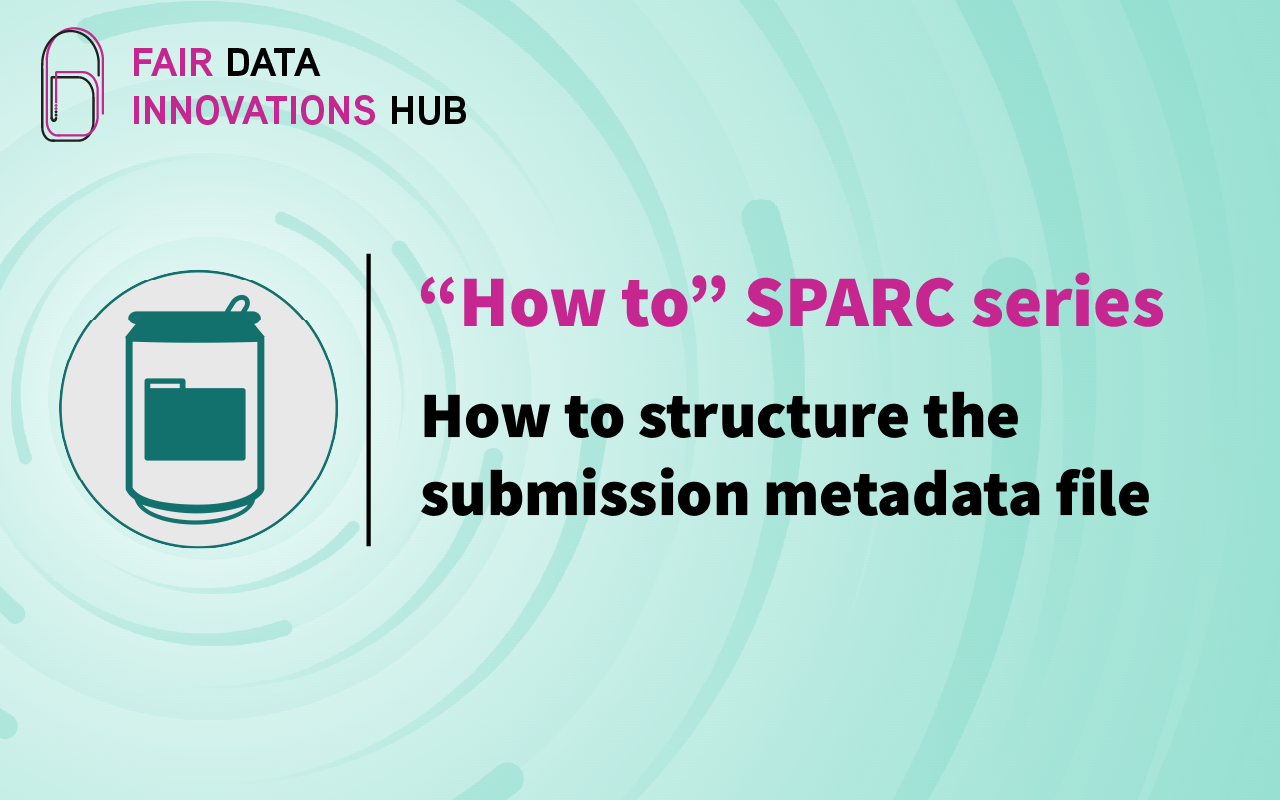 FAIR DATA
INNOVATIONS HUB
“How to” SPARC series
How to structure the
submission metadata file